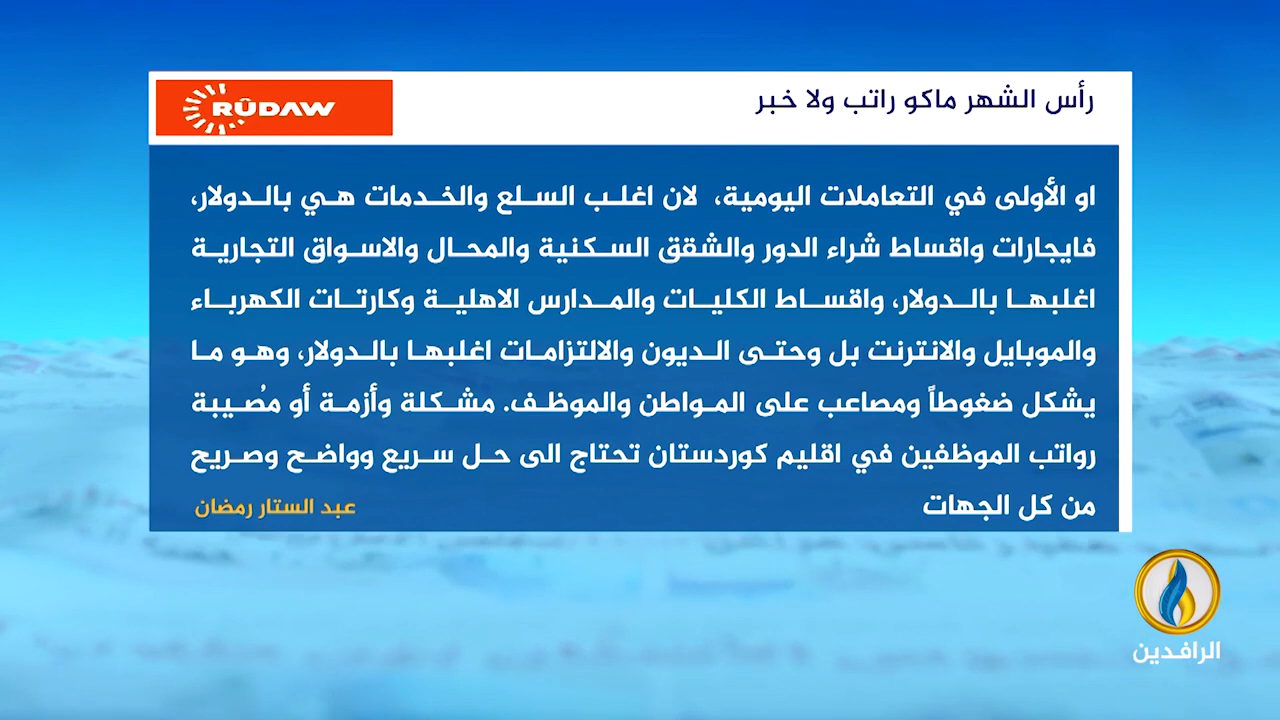 RÛDAW
رأس الشهر ماكو راتب ولا خبر
او الأولى في التعاملات اليومية، لان اغلب السلع والخدمات هي بالدولار،
فايجارات واقساط شراء الدور والشقق السكنية والمحال والاسواق التجارية
اغلبها بالدولار، واقساط الكليات والمدارس الاهلية وكارتات الكهرباء
والموبايل والانترنت بل وحتى الديون والالتزامات اغلبها بالدولار، وهو ما
يشكل ضغوطاً ومصاعب على المواطن والموظف. مشكلة وأزمة أو مصُيبة
رواتب الموظفين في اقليم كوردستان تحتاج الى حل سريع وواضح وصريح
من كل الجهات
عبد الستار رمضان
الرافدين